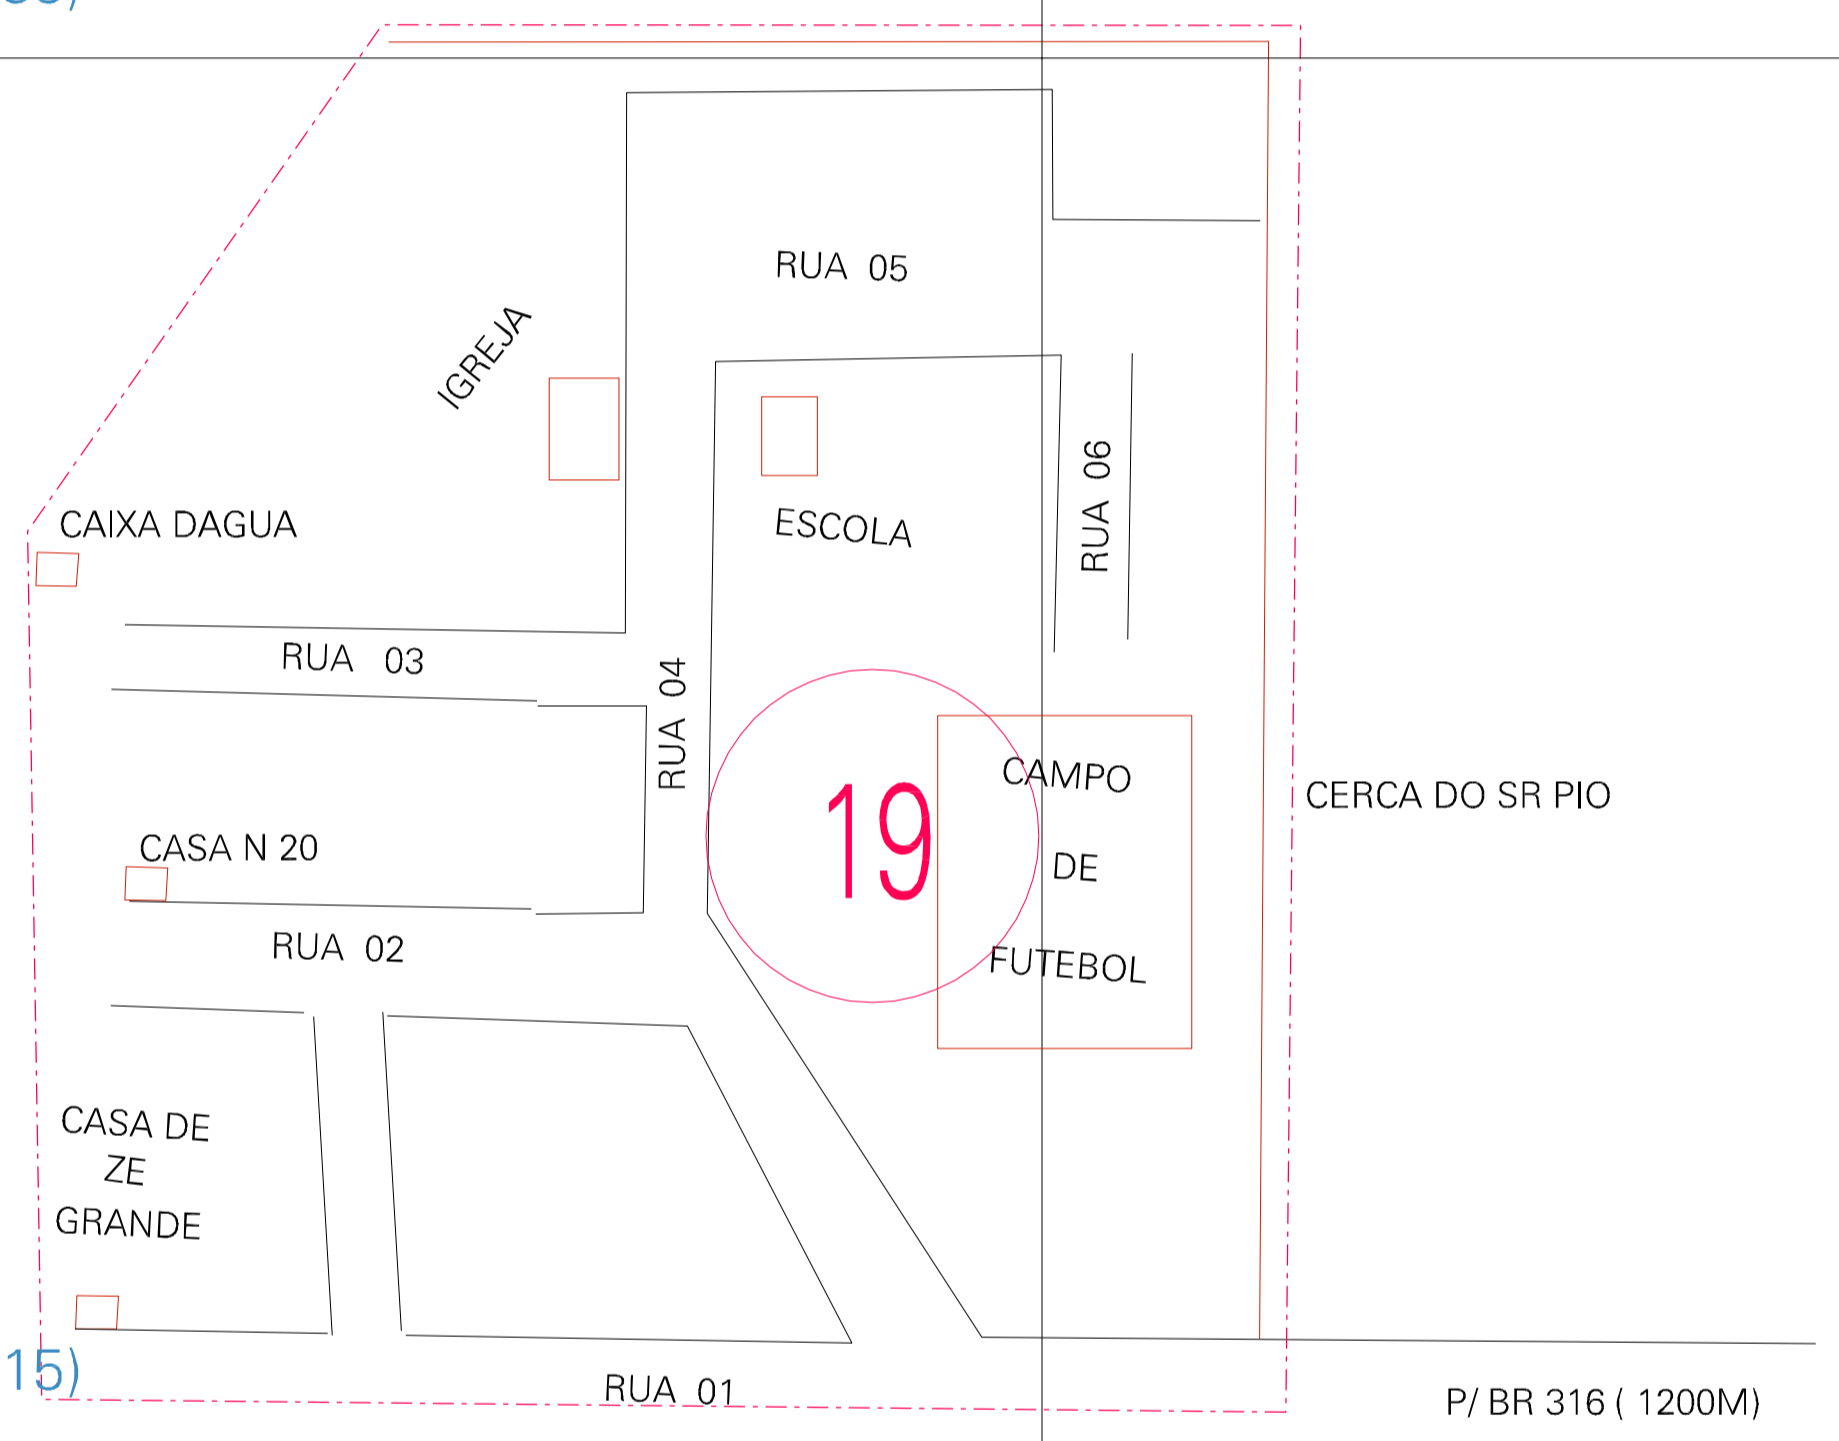 RUA 05
IGREJA
RUA 06
CAIXA DAGUA
ESCOLA
RUA 03
RUA 04
CAMPO
DE
FUTEBOL
19
CERCA DO SR PIO
CASA N 20
RUA 02
CASA DE
ZE
GRANDE
15)
RUA 01
P/ BR 316 ( 1200M)